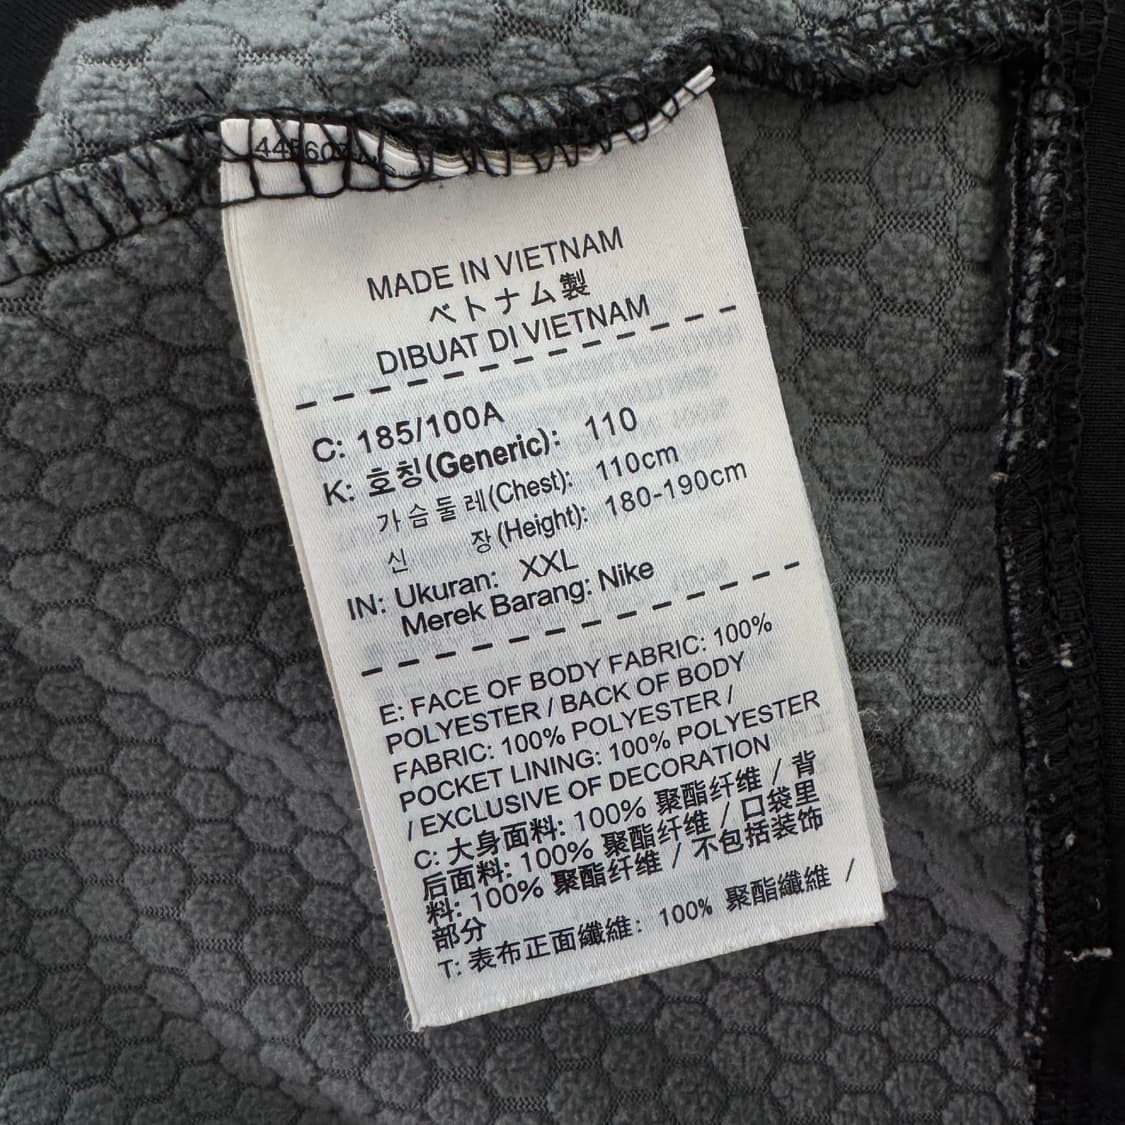 MADE IN VIETNAM
ベトナム製
DIBUAT DI VIETNAM
C: 185/100A
K: 호칭(Generic): 110
가슴둘레(Chest): 110cm
신 장(Height): 180-190cm
IN: Ukuran: XXL
Merek Barang: Nike
E: FACE OF BODY FABRIC: 100%
POLYESTER / BACK OF BODY
FABRIC: 100% POLYESTER /
POCKET LINING: 100% POLYESTER
/ EXCLUSIVE OF DECORATION
C: 大身面料: 100% 聚酯纤维 / 背
后面料: 100% 聚酯纤维 / 口袋里
料: 100% 聚酯纤维 / 不包括装饰
部分
T: 表布正面纖維: 100% 聚酯纖維 /